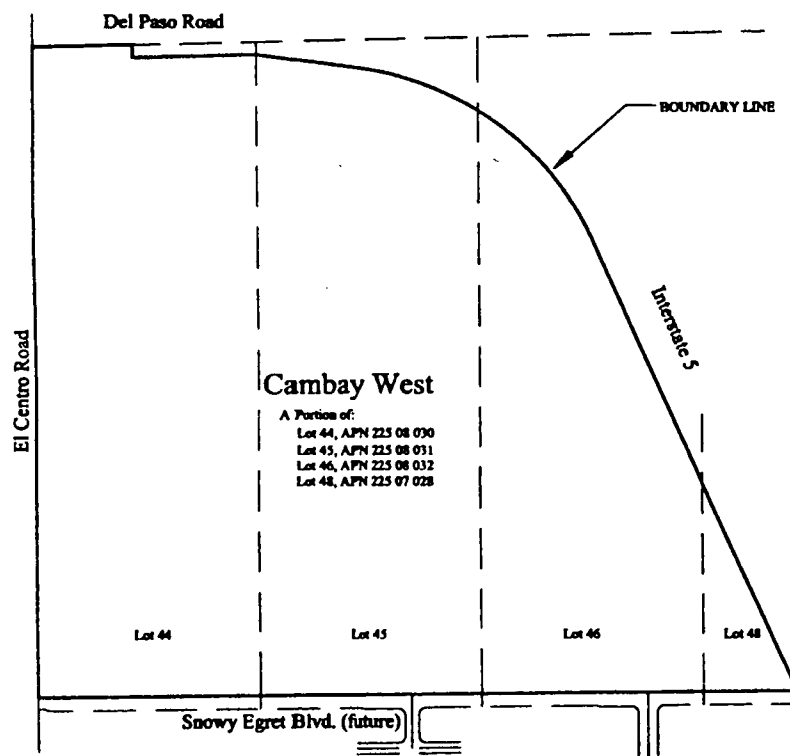 Del Paso Road
BOUNDARY LINE
Interstate 5
El Centro Road
Cambay West
A Portion of:
Lot 44, APN 225 08 030
Lot 45, APN 225 08 031
Lot 46, APN 225 08 032
Lot 48, APN 225 07 028
Lot 44
Lot 45
Lot 46
Lot 48
Snowy Egret Blvd. (future)